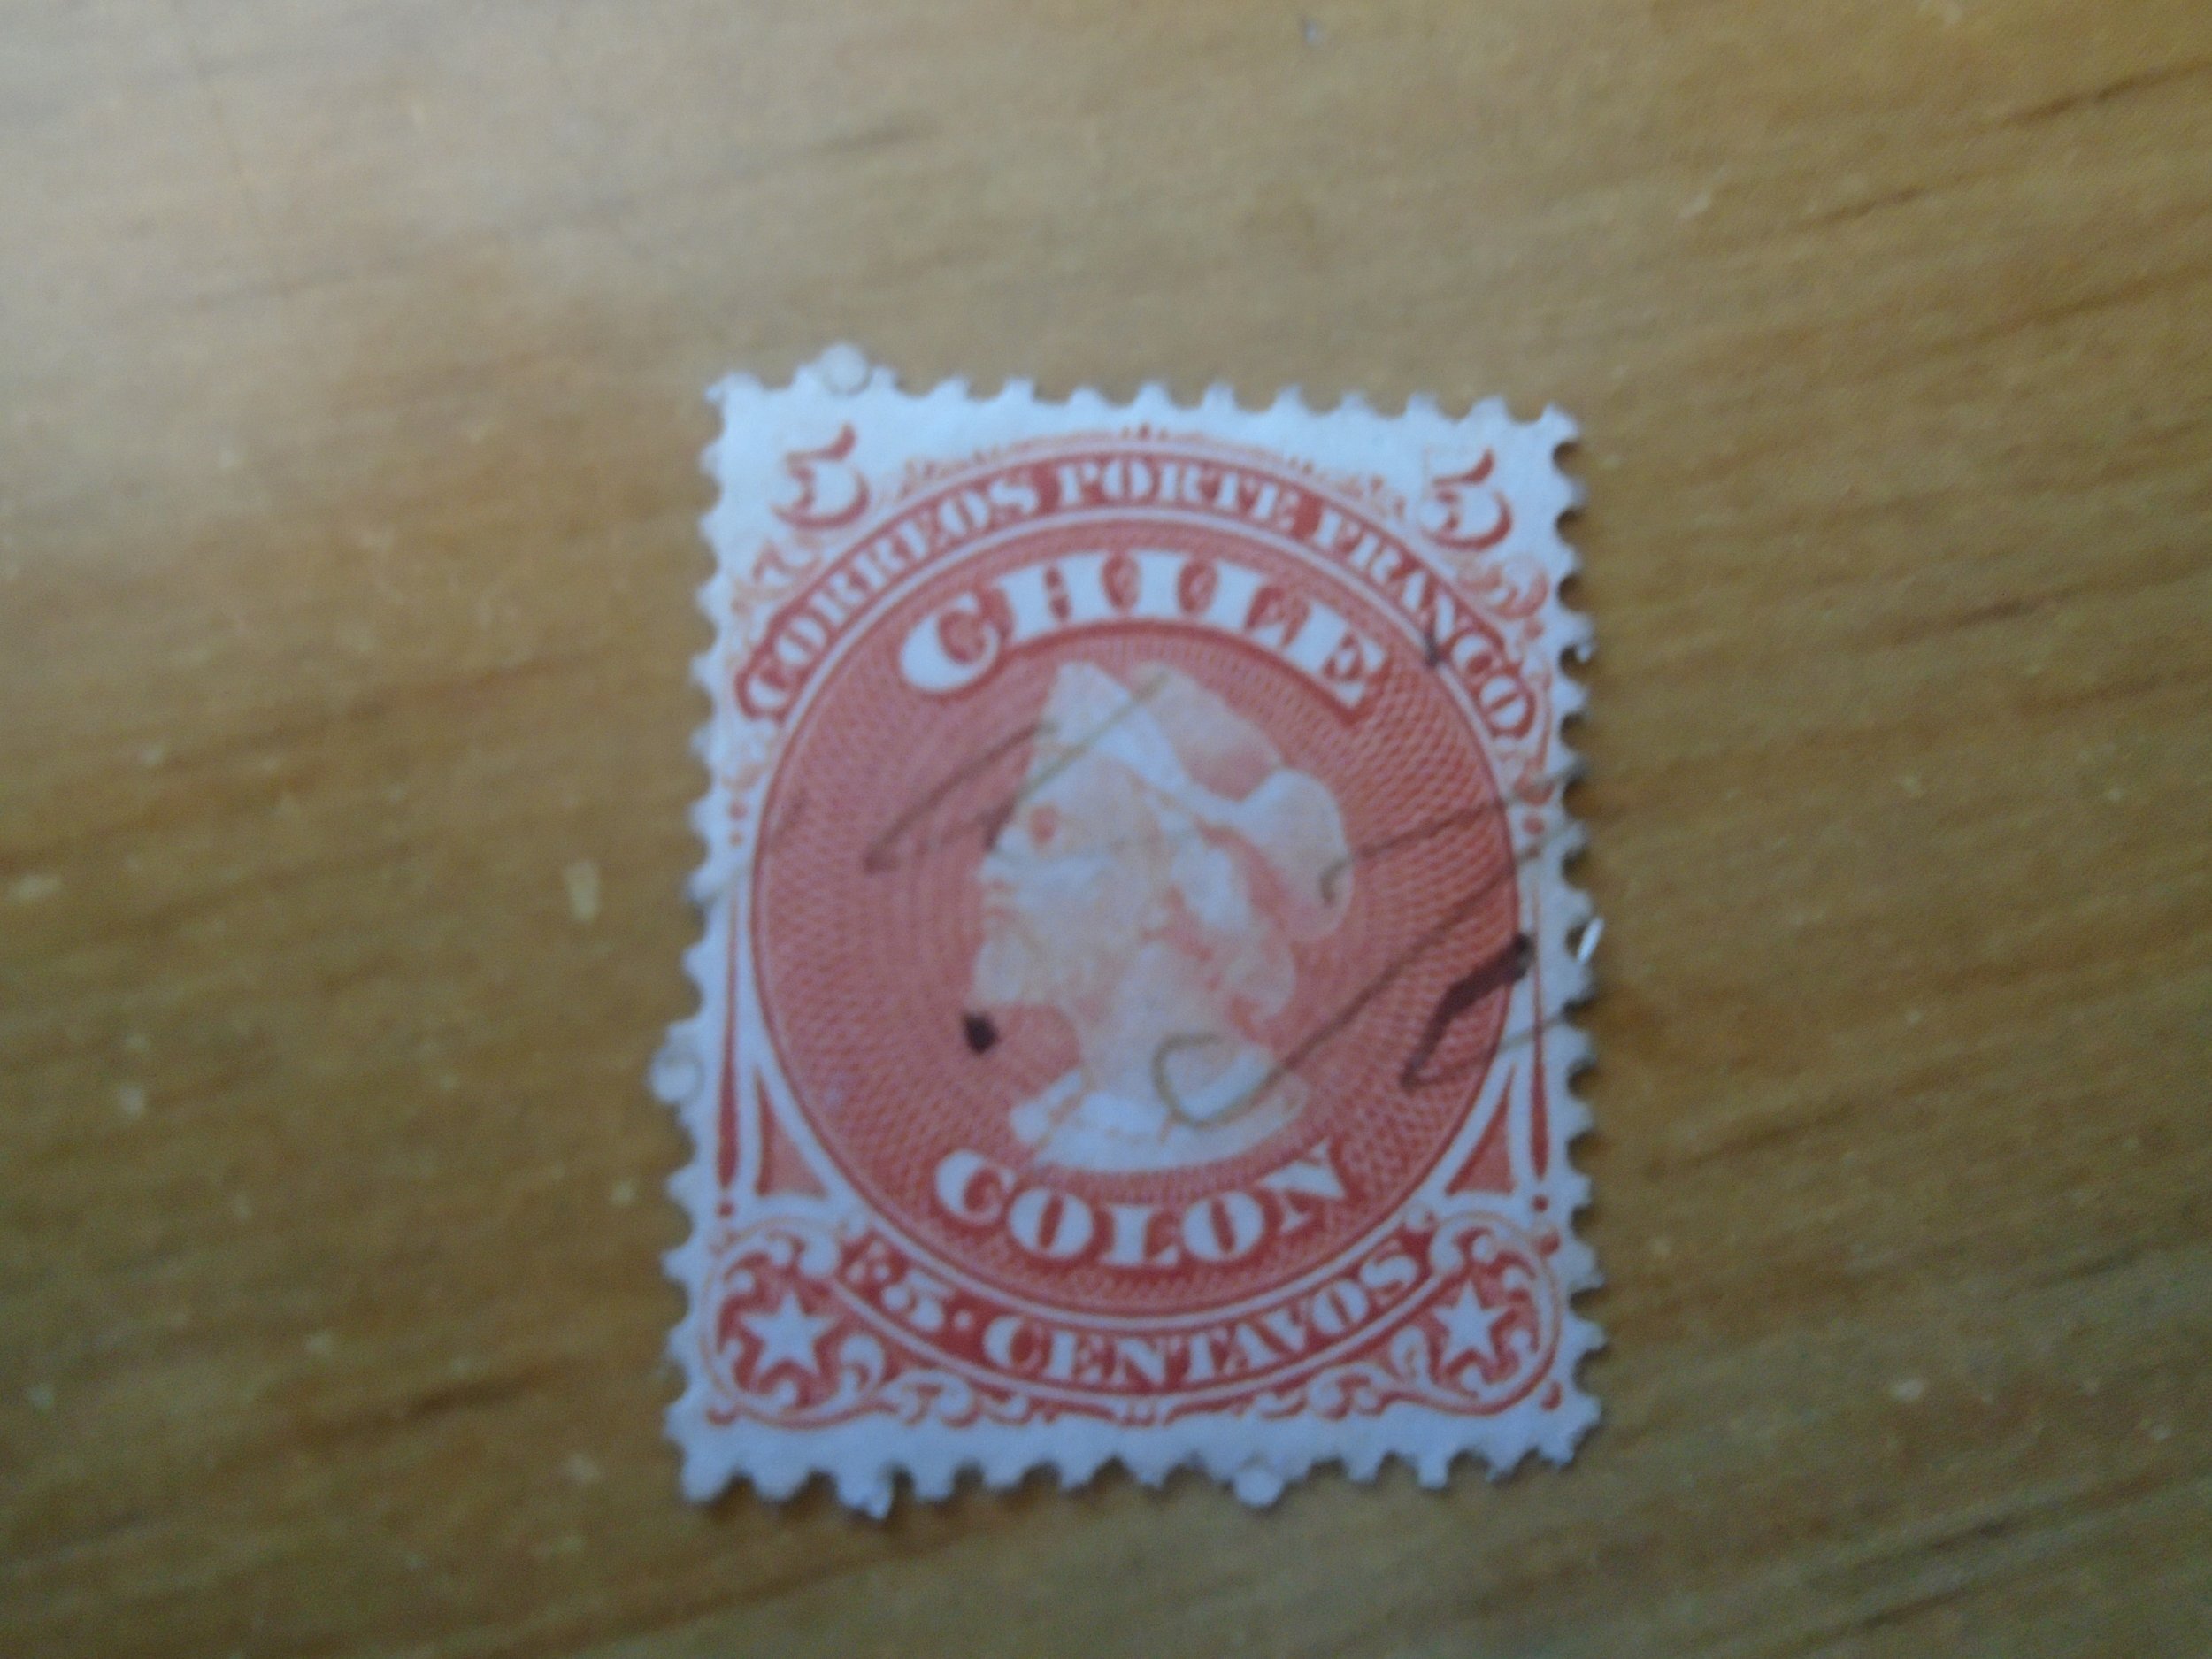 5 5
CORREOS PORTE FRANCO
CHILE
COLON
5 CENTAVOS